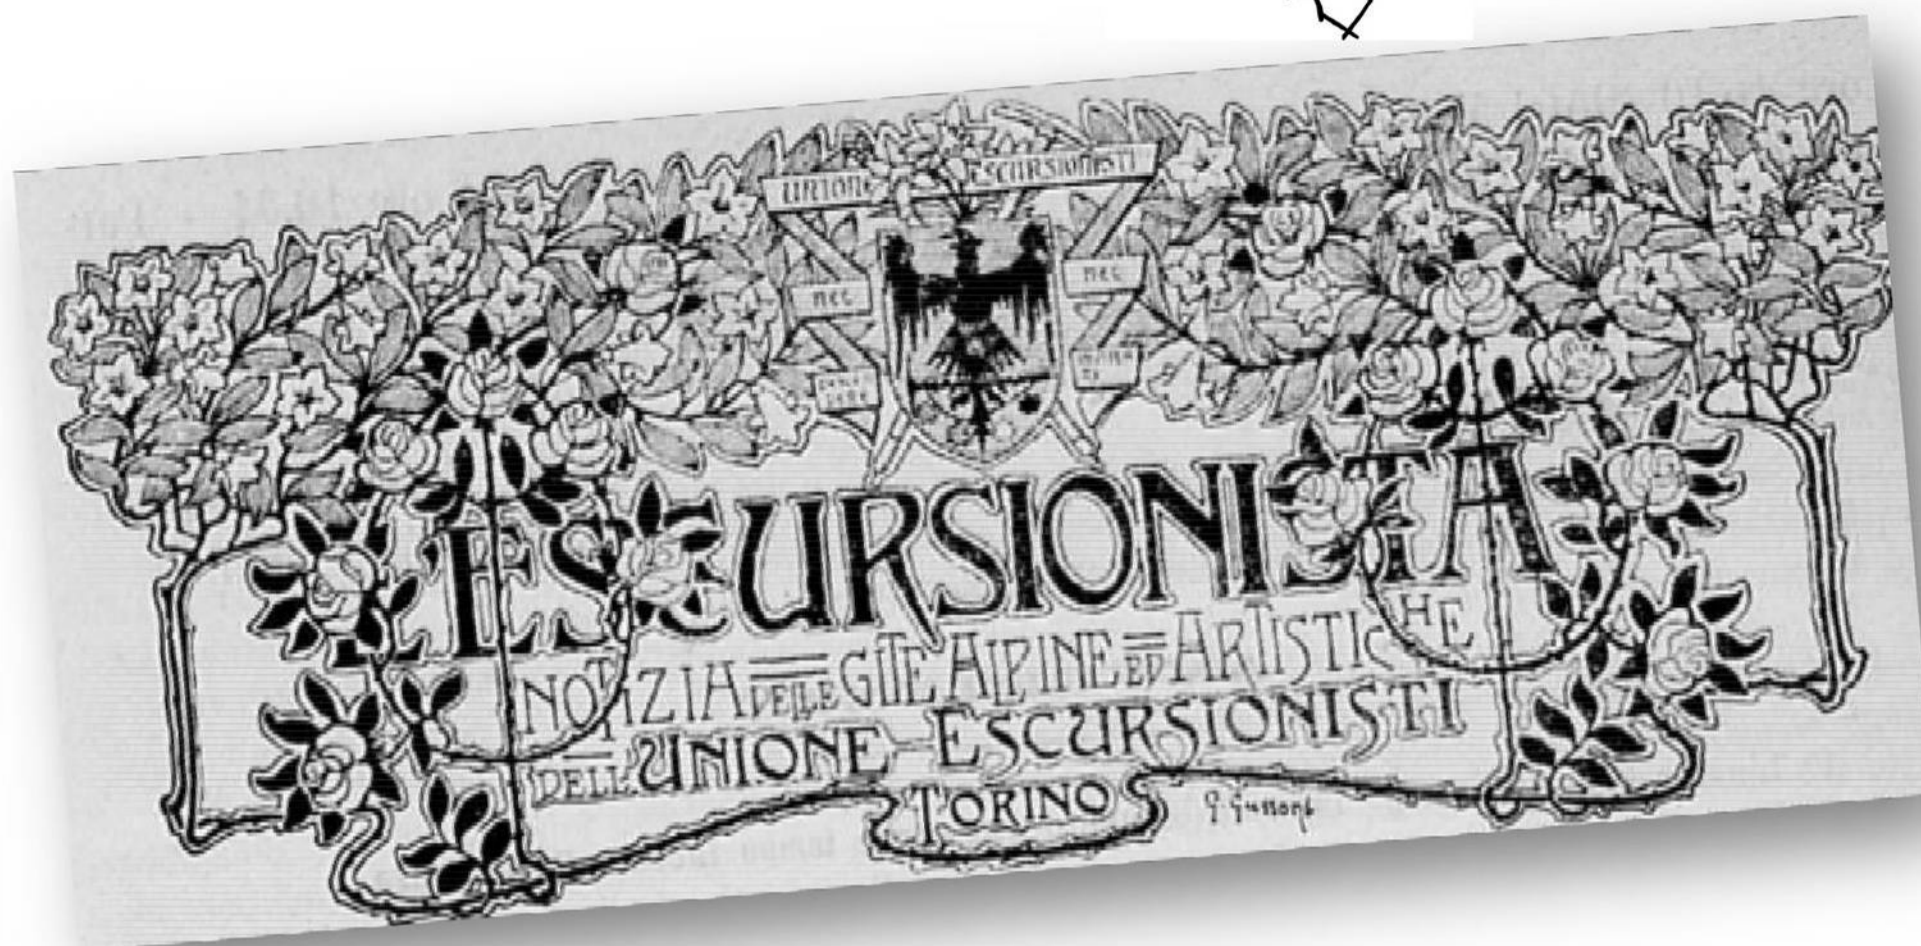 UNIONE ESCURSIONISTI
nec nec
L'ESCURSIONISTA
NOTIZIA DELLE GITE ALPINE ED ARTISTICHE
DELL'UNIONE ESCURSIONISTI
TORINO